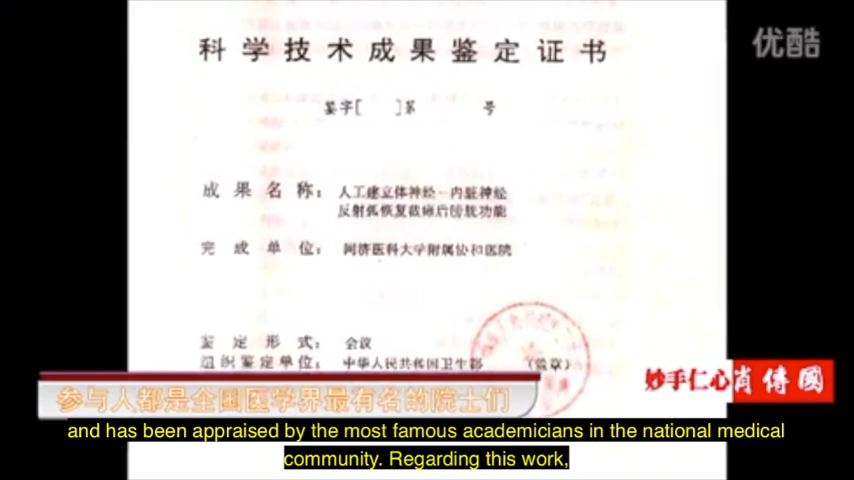 科学技术成果鉴定证书
优酷
鉴字[ ]第 号
成果名称：人工建立体神经—内脏神经
反射弧恢复截瘫后膀胱功能
完成单位：同济医科大学附属协和医院
鉴定形式：会议
组织鉴定单位：中华人民共和国卫生部 （盖章）
妙手仁心肖传國
参与人都是全国医学界最有名的院士们
and has been appraised by the most famous academicians in the national medical
community. Regarding this work,